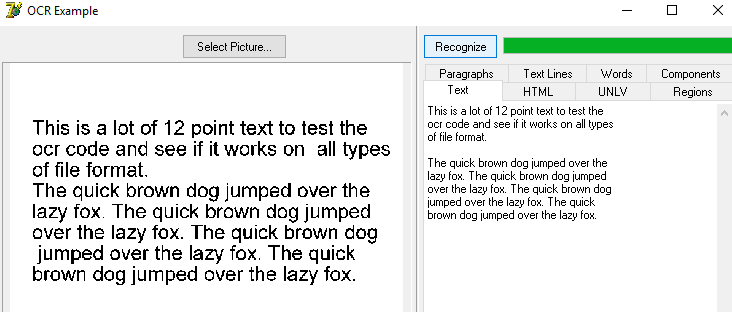 OCR Example
Select Picture...
This is a lot of 12 point text to test the
ocr code and see if it works on  all types
of file format.
The quick brown dog jumped over the
lazy fox. The quick brown dog jumped
over the lazy fox. The quick brown dog
 jumped over the lazy fox. The quick
brown dog jumped over the lazy fox.
Recognize
Paragraphs Text Lines Words Components
Text HTML UNLV Regions
This is a lot of 12 point text to test the
ocr code and see if it works on all types
of file format.

The quick brown dog jumped over the
lazy fox. The quick brown dog jumped
over the lazy fox. The quick brown dog
jumped over the lazy fox. The quick
brown dog jumped over the lazy fox.